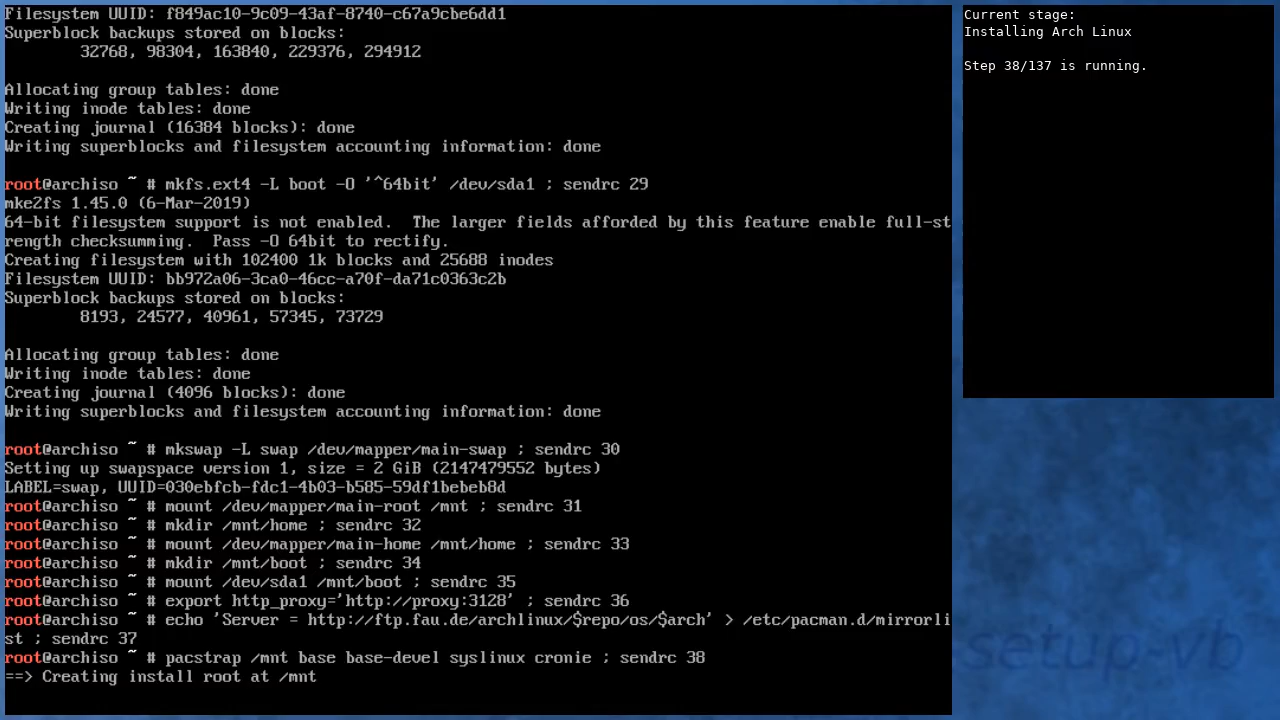 Filesystem UUID: f849ac10-9c09-43af-8740-c67a9cbe6dd1
Superblock backups stored on blocks:
        32768, 98304, 163840, 229376, 294912
Allocating group tables: done
Writing inode tables: done
Creating journal (16384 blocks): done
Writing superblocks and filesystem accounting information: done
root@archiso ~ # mkfs.ext4 -L boot -O '^64bit' /dev/sda1 ; sendrc 29
mke2fs 1.45.0 (6-Mar-2019)
64-bit filesystem support is not enabled.  The larger fields afforded by this feature enable full-st
rength checksumming.  Pass -O 64bit to rectify.
Creating filesystem with 102400 1k blocks and 25688 inodes
Filesystem UUID: bb972a06-3ca0-46cc-a70f-da71c0363c2b
Superblock backups stored on blocks:
        8193, 24577, 40961, 57345, 73729
Allocating group tables: done
Writing inode tables: done
Creating journal (4096 blocks): done
Writing superblocks and filesystem accounting information: done
root@archiso ~ # mkswap -L swap /dev/mapper/main-swap ; sendrc 30
Setting up swapspace version 1, size = 2 GiB (2147479552 bytes)
LABEL=swap, UUID=030ebfcb-fdc1-4b03-b585-59df1bebeb8d
root@archiso ~ # mount /dev/mapper/main-root /mnt ; sendrc 31
root@archiso ~ # mkdir /mnt/home ; sendrc 32
root@archiso ~ # mount /dev/mapper/main-home /mnt/home ; sendrc 33
root@archiso ~ # mkdir /mnt/boot ; sendrc 34
root@archiso ~ # mount /dev/sda1 /mnt/boot ; sendrc 35
root@archiso ~ # export http_proxy='http://proxy:3128' ; sendrc 36
root@archiso ~ # echo 'Server = http://ftp.fau.de/archlinux/$repo/os/$arch' > /etc/pacman.d/mirrorli
st ; sendrc 37
root@archiso ~ # pacstrap /mnt base base-devel syslinux cronie ; sendrc 38
==> Creating install root at /mnt
Current stage:
Installing Arch Linux
Step 38/137 is running.
setup-vb